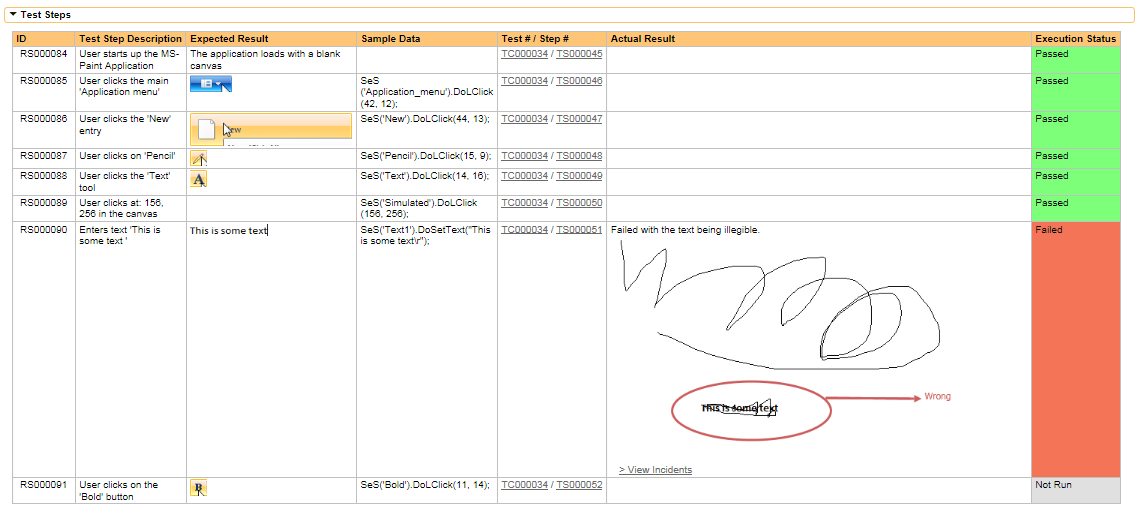 Test Steps
ID Test Step Description Expected Result Sample Data Test # / Step # Actual Result Execution Status
RS000084 User starts up the MS- The application loads with a blank TC000034 / TS000045 Passed
Paint Application canvas
RS000085 User clicks the main SeS TC000034 / TS000046 Passed
'Application menu' ('Application_menu').DoLClick
(42, 12);
RS000086 User clicks the 'New' SeS('New').DoLClick(44, 13); TC000034 / TS000047 Passed
entry
RS000087 User clicks on 'Pencil' SeS('Pencil').DoLClick(15, 9); TC000034 / TS000048 Passed
RS000088 User clicks the 'Text' A SeS('Text').DoLClick(14, 16); TC000034 / TS000049 Passed
tool
RS000089 User clicks at: 156, SeS('Simulated').DoLClick TC000034 / TS000050 Passed
256 in the canvas (156, 256);
RS000090 Enters text 'This is This is some text SeS('Text1').DoSetText("This TC000034 / TS000051 Failed with the text being illegible. Failed
some text ' is some text\r");
This is some text
Wrong
> View Incidents
RS000091 User clicks on the B SeS('Bold').DoLClick(11, 14); TC000034 / TS000052 Not Run
'Bold' button